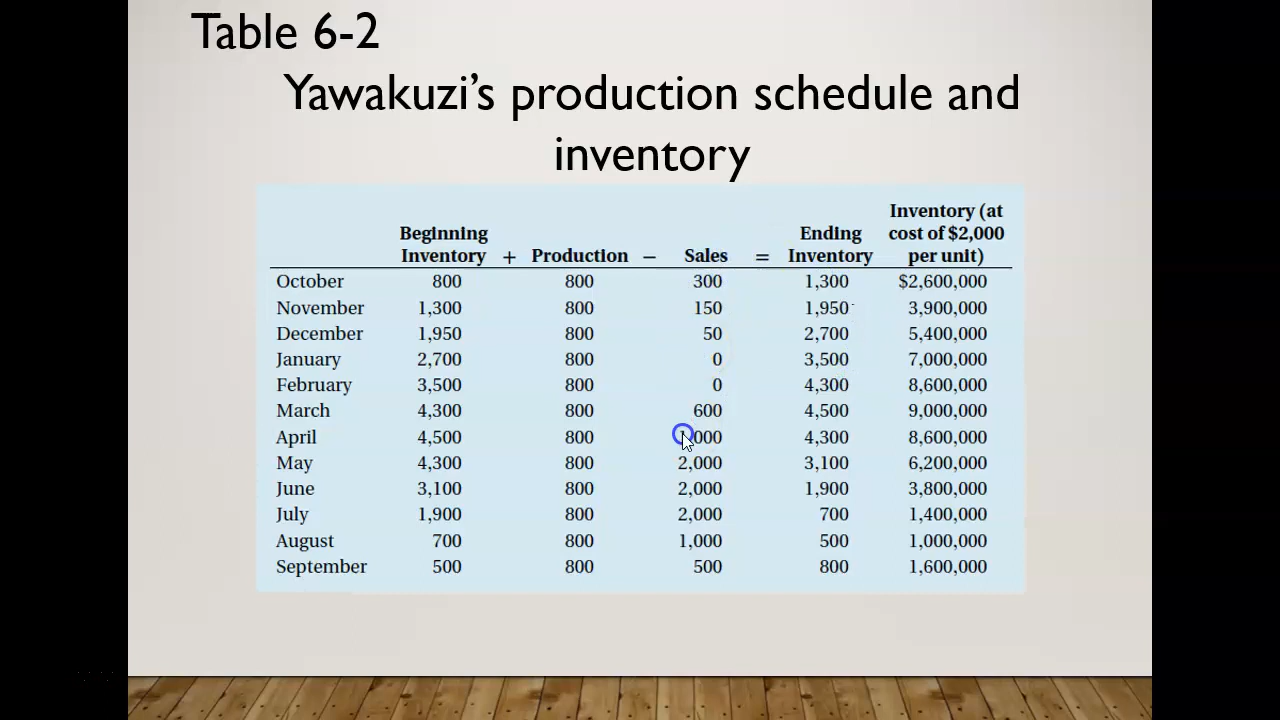 Table 6-2
Yawakuzi's production schedule and
inventory
Beginning Inventory + Production − Sales = Ending Inventory Inventory (at cost of $2,000 per unit)
October 800 800 300 1,300 $2,600,000
November 1,300 800 150 1,950 3,900,000
December 1,950 800 50 2,700 5,400,000
January 2,700 800 0 3,500 7,000,000
February 3,500 800 0 4,300 8,600,000
March 4,300 800 600 4,500 9,000,000
April 4,500 800 1,000 4,300 8,600,000
May 4,300 800 2,000 3,100 6,200,000
June 3,100 800 2,000 1,900 3,800,000
July 1,900 800 2,000 700 1,400,000
August 700 800 1,000 500 1,000,000
September 500 800 500 800 1,600,000